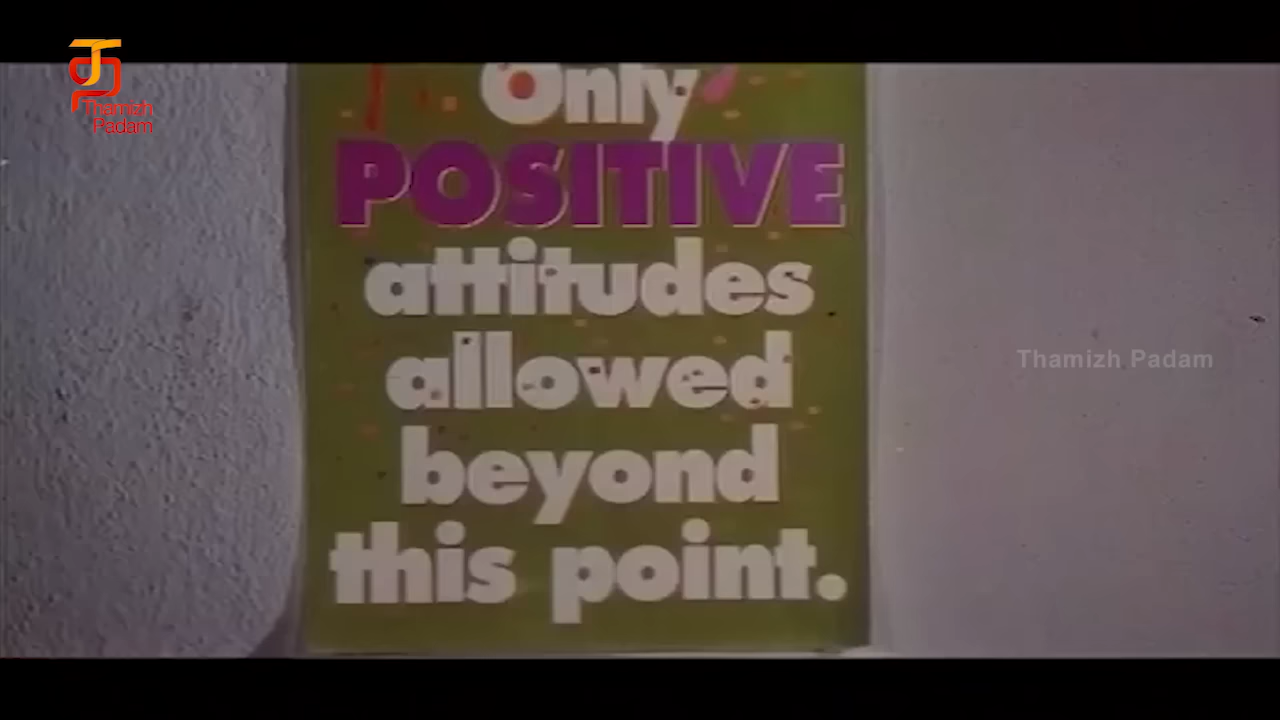 Thamizh
Padam
Only
POSITIVE
attitudes
allowed
beyond
this point.
Thamizh Padam